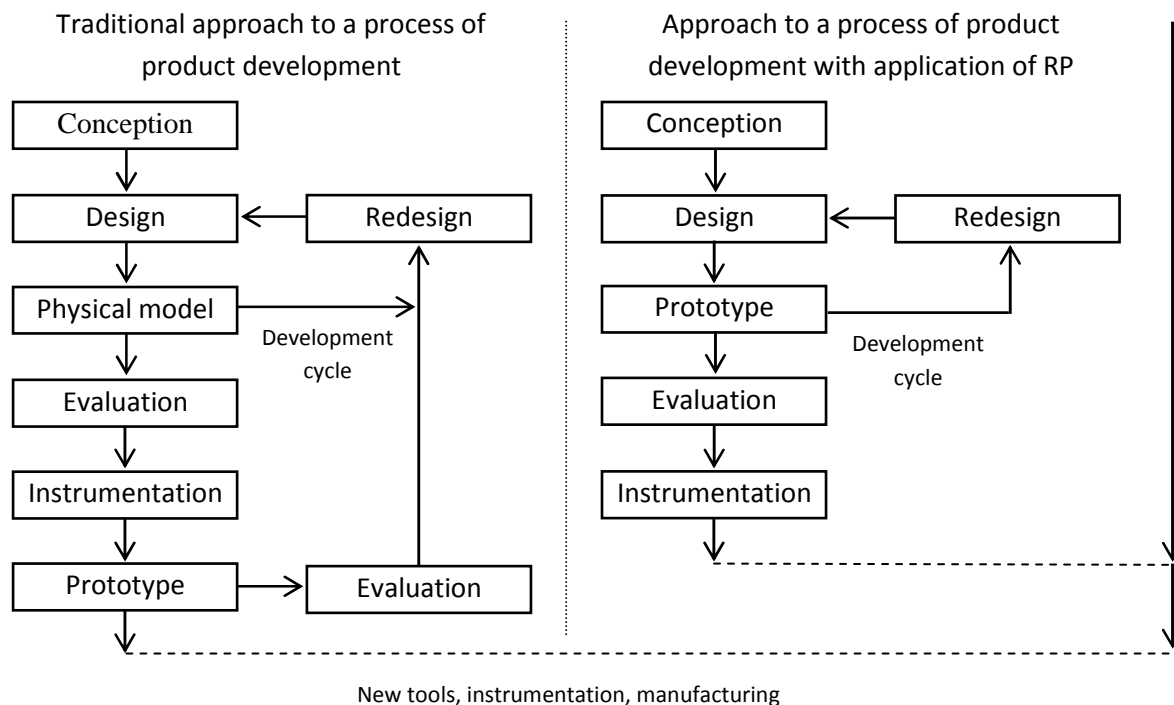 Traditional approach to a process of
product development
Conception
Design
Redesign
Physical model
Development
cycle
Evaluation
Instrumentation
Prototype
Evaluation
Approach to a process of product
development with application of RP
Conception
Design
Redesign
Prototype
Development
cycle
Evaluation
Instrumentation
New tools, instrumentation, manufacturing